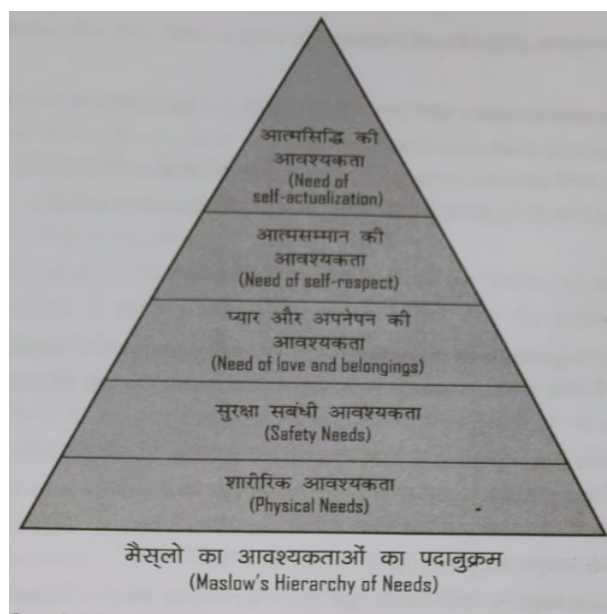 आत्मसिद्धि की
आवश्यकता
(Need of
self-actualization)
आत्मसम्मान की
आवश्यकता
(Need of self-respect)
प्यार और अपनेपन की
आवश्यकता
(Need of love and belongings)
सुरक्षा सबंधी आवश्यकता
(Safety Needs)
शारीरिक आवश्यकता
(Physical Needs)
मैस्‌लो का आवश्यकताओं का पदानुक्रम
(Maslow's Hierarchy of Needs)